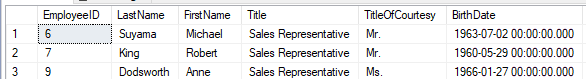 EmployeeID LastName FirstName Title TitleOfCourtesy BirthDate
1 6 Suyama Michael Sales Representative Mr. 1963-07-02 00:00:00.000
2 7 King Robert Sales Representative Mr. 1960-05-29 00:00:00.000
3 9 Dodsworth Anne Sales Representative Ms. 1966-01-27 00:00:00.000